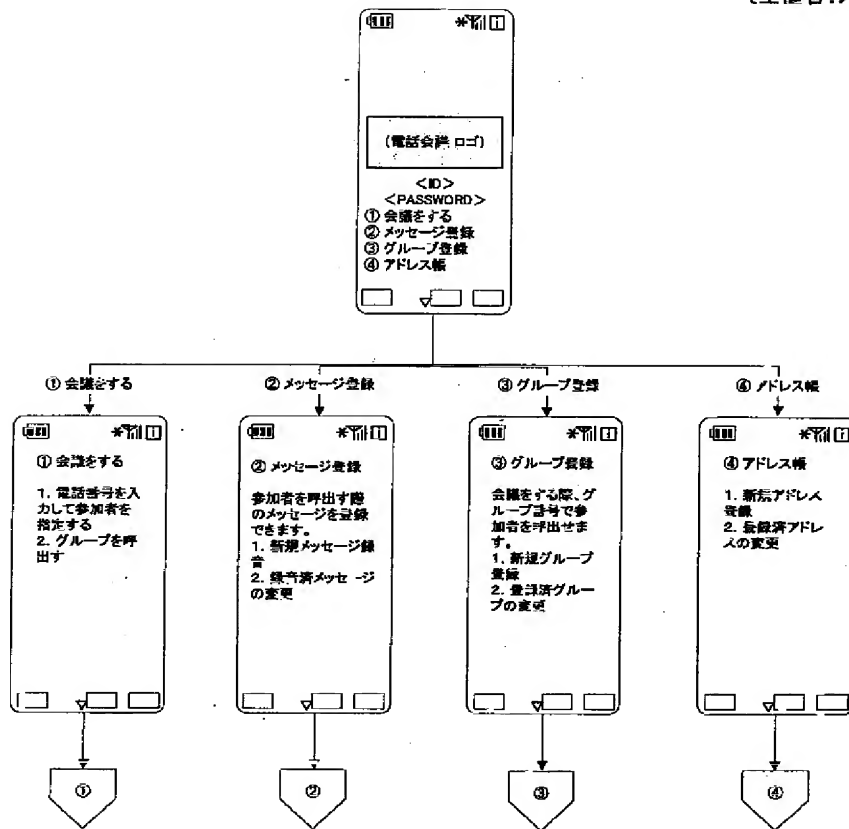 (電話会議 ロゴ)
<ID>
<PASSWORD>
① 会議をする
② メッセージ登録
③ グループ登録
④ アドレス帳
① 会議をする
② メッセージ登録
③ グループ登録
④ アドレス帳
① 会議をする
1. 電話番号を入
力して参加者を
指定する
2. グループを呼
出す
② メッセージ登録
参加者を呼出す際
のメッセージを登録
できます。
1. 新規メッセージ録
音
2. 録音済メッセージ
の変更
③ グループ登録
会議をする際、グ
ループ番号で参
加者を呼出せま
す。
1. 新規グループ
登録
2. 登録済グルー
プの変更
④ アドレス帳
1. 新規アドレス
登録
2. 登録済アドレ
スの変更
①
②
③
④